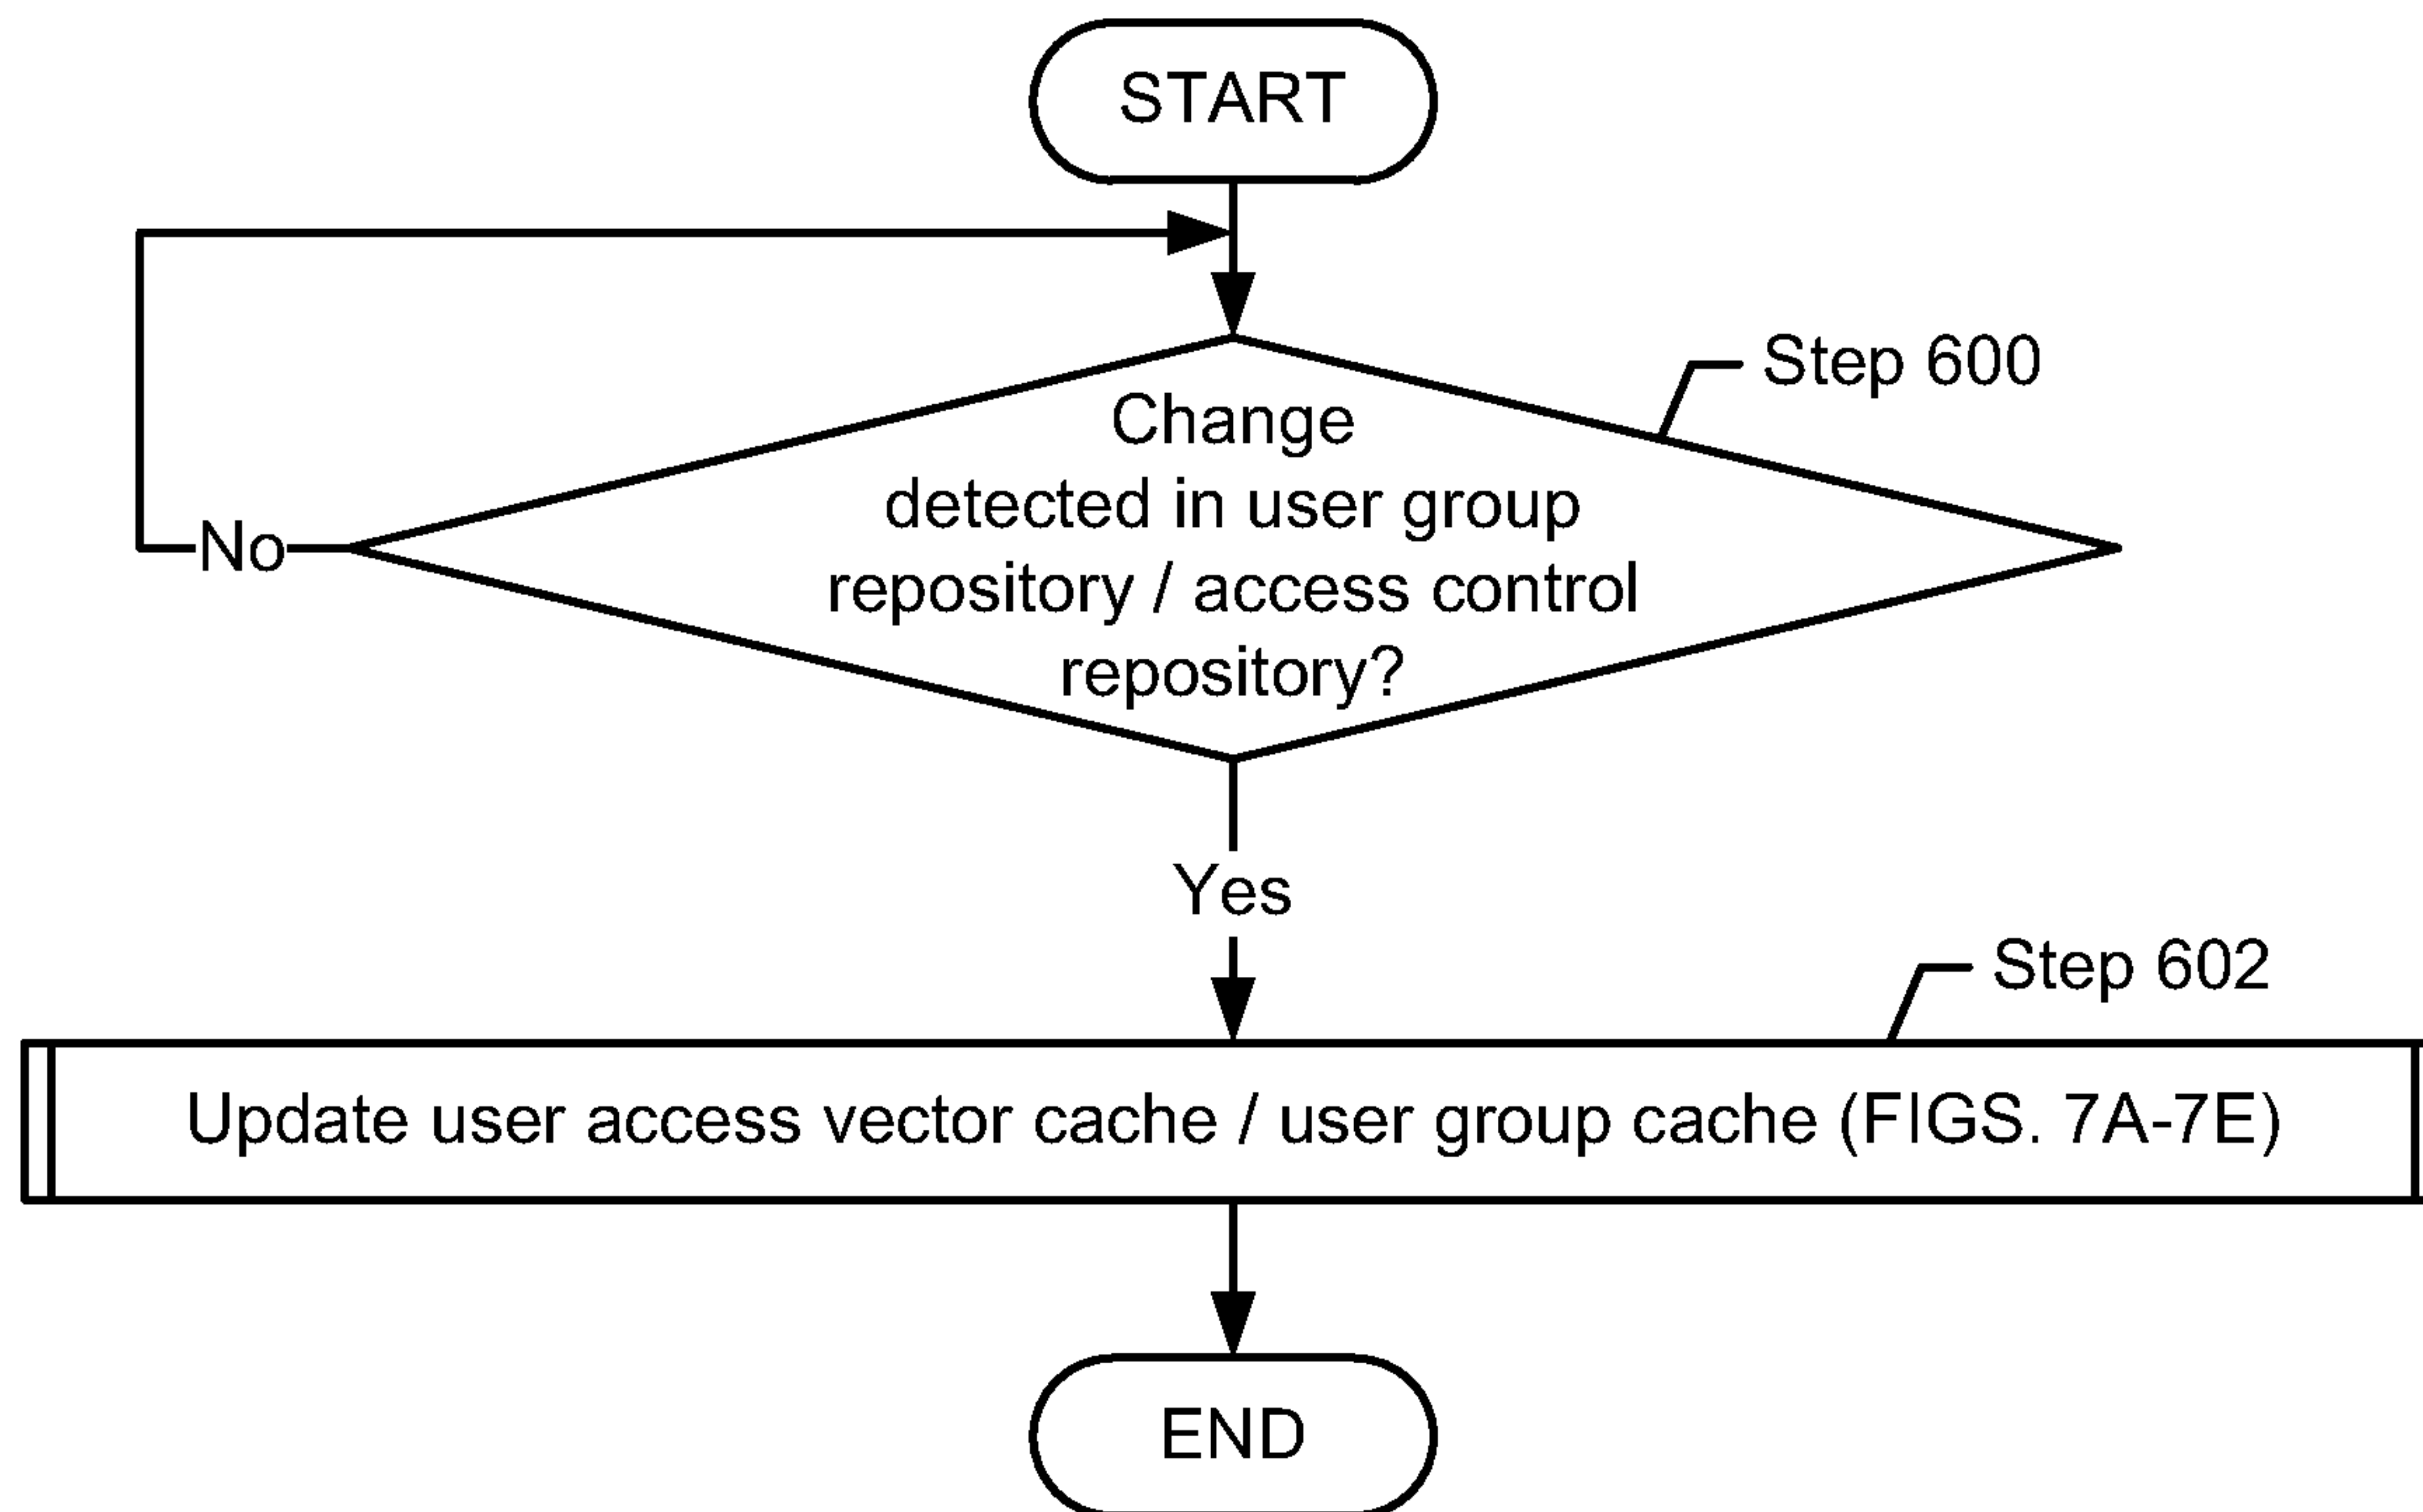 START
Step 600
Change
detected in user group
repository / access control
repository?
No
Yes
Step 602
Update user access vector cache / user group cache (FIGS. 7A-7E)
END